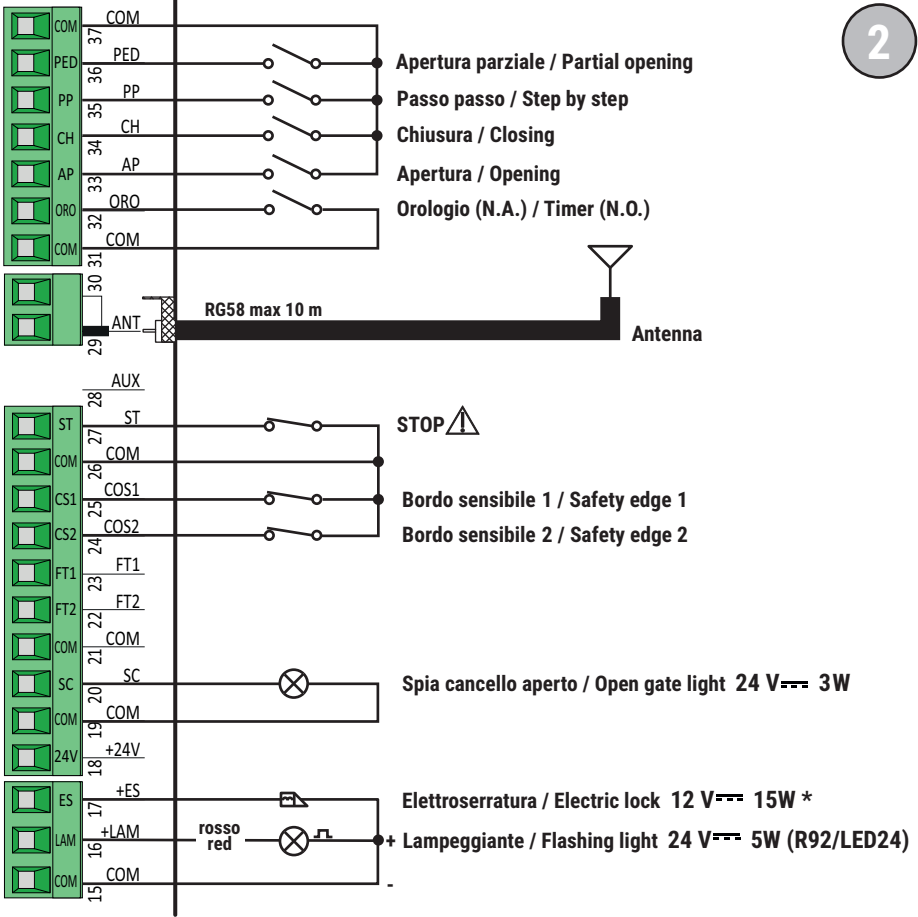 2
COM 37 COM
PED 36 PED Apertura parziale / Partial opening
PP 35 PP Passo passo / Step by step
CH 34 CH Chiusura / Closing
AP 33 AP Apertura / Opening
ORO 32 ORO Orologio (N.A.) / Timer (N.O.)
COM 31 COM
30
RG58 max 10 m
29 ANT Antenna
28 AUX
ST 27 ST STOP
COM 26 COM
CS1 25 COS1 Bordo sensibile 1 / Safety edge 1
CS2 24 COS2 Bordo sensibile 2 / Safety edge 2
FT1 23 FT1
FT2 22 FT2
COM 21 COM
SC 20 SC Spia cancello aperto / Open gate light 24 V 3W
COM 19 COM
24V 18 +24V
ES 17 +ES Elettroserratura / Electric lock 12 V 15W *
LAM 16 +LAM rosso + Lampeggiante / Flashing light 24 V 5W (R92/LED24)
red
COM 15 COM -